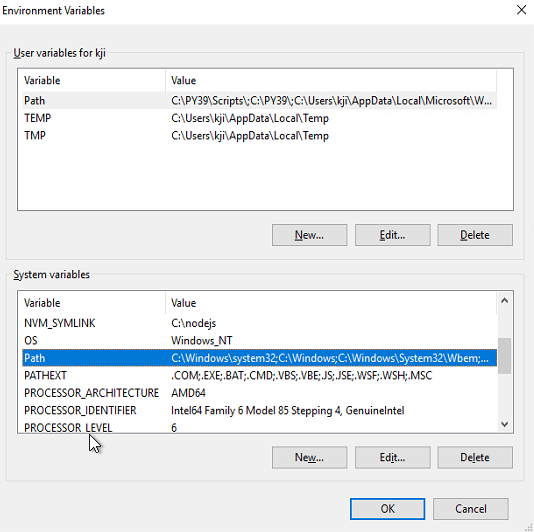 Environment Variables
User variables for kji
Variable Value
Path C:\PY39\Scripts\;C:\PY39\;C:\Users\kji\AppData\Local\Microsoft\W...
TEMP C:\Users\kji\AppData\Local\Temp
TMP C:\Users\kji\AppData\Local\Temp
New... Edit... Delete
System variables
Variable Value
NVM_SYMLINK C:\nodejs
OS Windows_NT
Path C:\Windows\system32;C:\Windows;C:\Windows\System32\Wbem;...
PATHEXT .COM;.EXE;.BAT;.CMD;.VBS;.VBE;.JS;.JSE;.WSF;.WSH;.MSC
PROCESSOR_ARCHITECTURE AMD64
PROCESSOR_IDENTIFIER Intel64 Family 6 Model 85 Stepping 4, GenuineIntel
PROCESSOR_LEVEL 6
New... Edit... Delete
OK Cancel